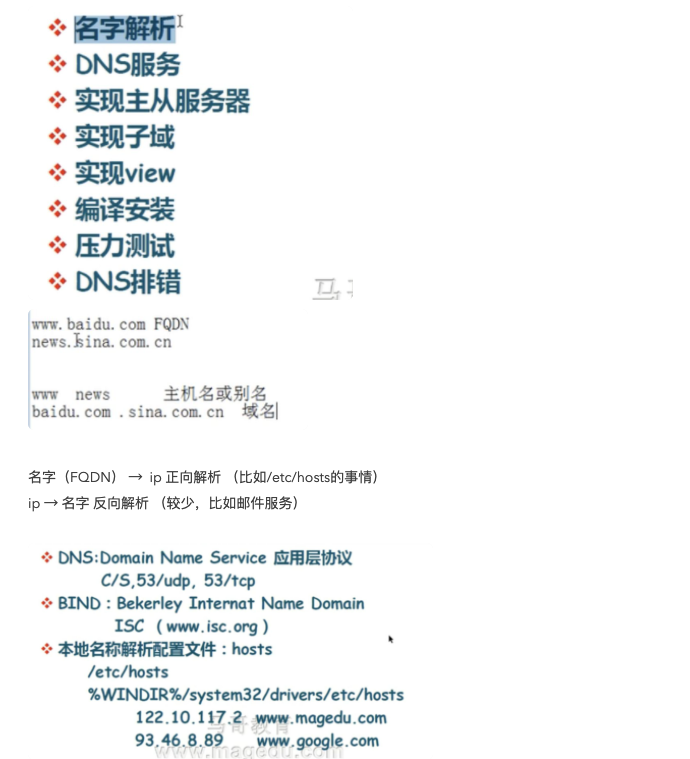 ❖ 名字解析
❖ DNS服务
❖ 实现主从服务器
❖ 实现子域
❖ 实现view
❖ 编译安装
❖ 压力测试
❖ DNS排错
www.baidu.com FQDN
news.sina.com.cn
www news 主机名或别名
baidu.com .sina.com.cn 域名
名字（FQDN） → ip 正向解析 （比如/etc/hosts的事情）
ip → 名字 反向解析 （较少，比如邮件服务）
❖ DNS:Domain Name Service 应用层协议
C/S,53/udp, 53/tcp
❖ BIND：Bekerley Internat Name Domain
ISC （www.isc.org）
❖ 本地名称解析配置文件：hosts
/etc/hosts
%WINDIR%/system32/drivers/etc/hosts
122.10.117.2 www.magedu.com
马哥教育
93.46.8.89 www.google.com
www.magedu.com